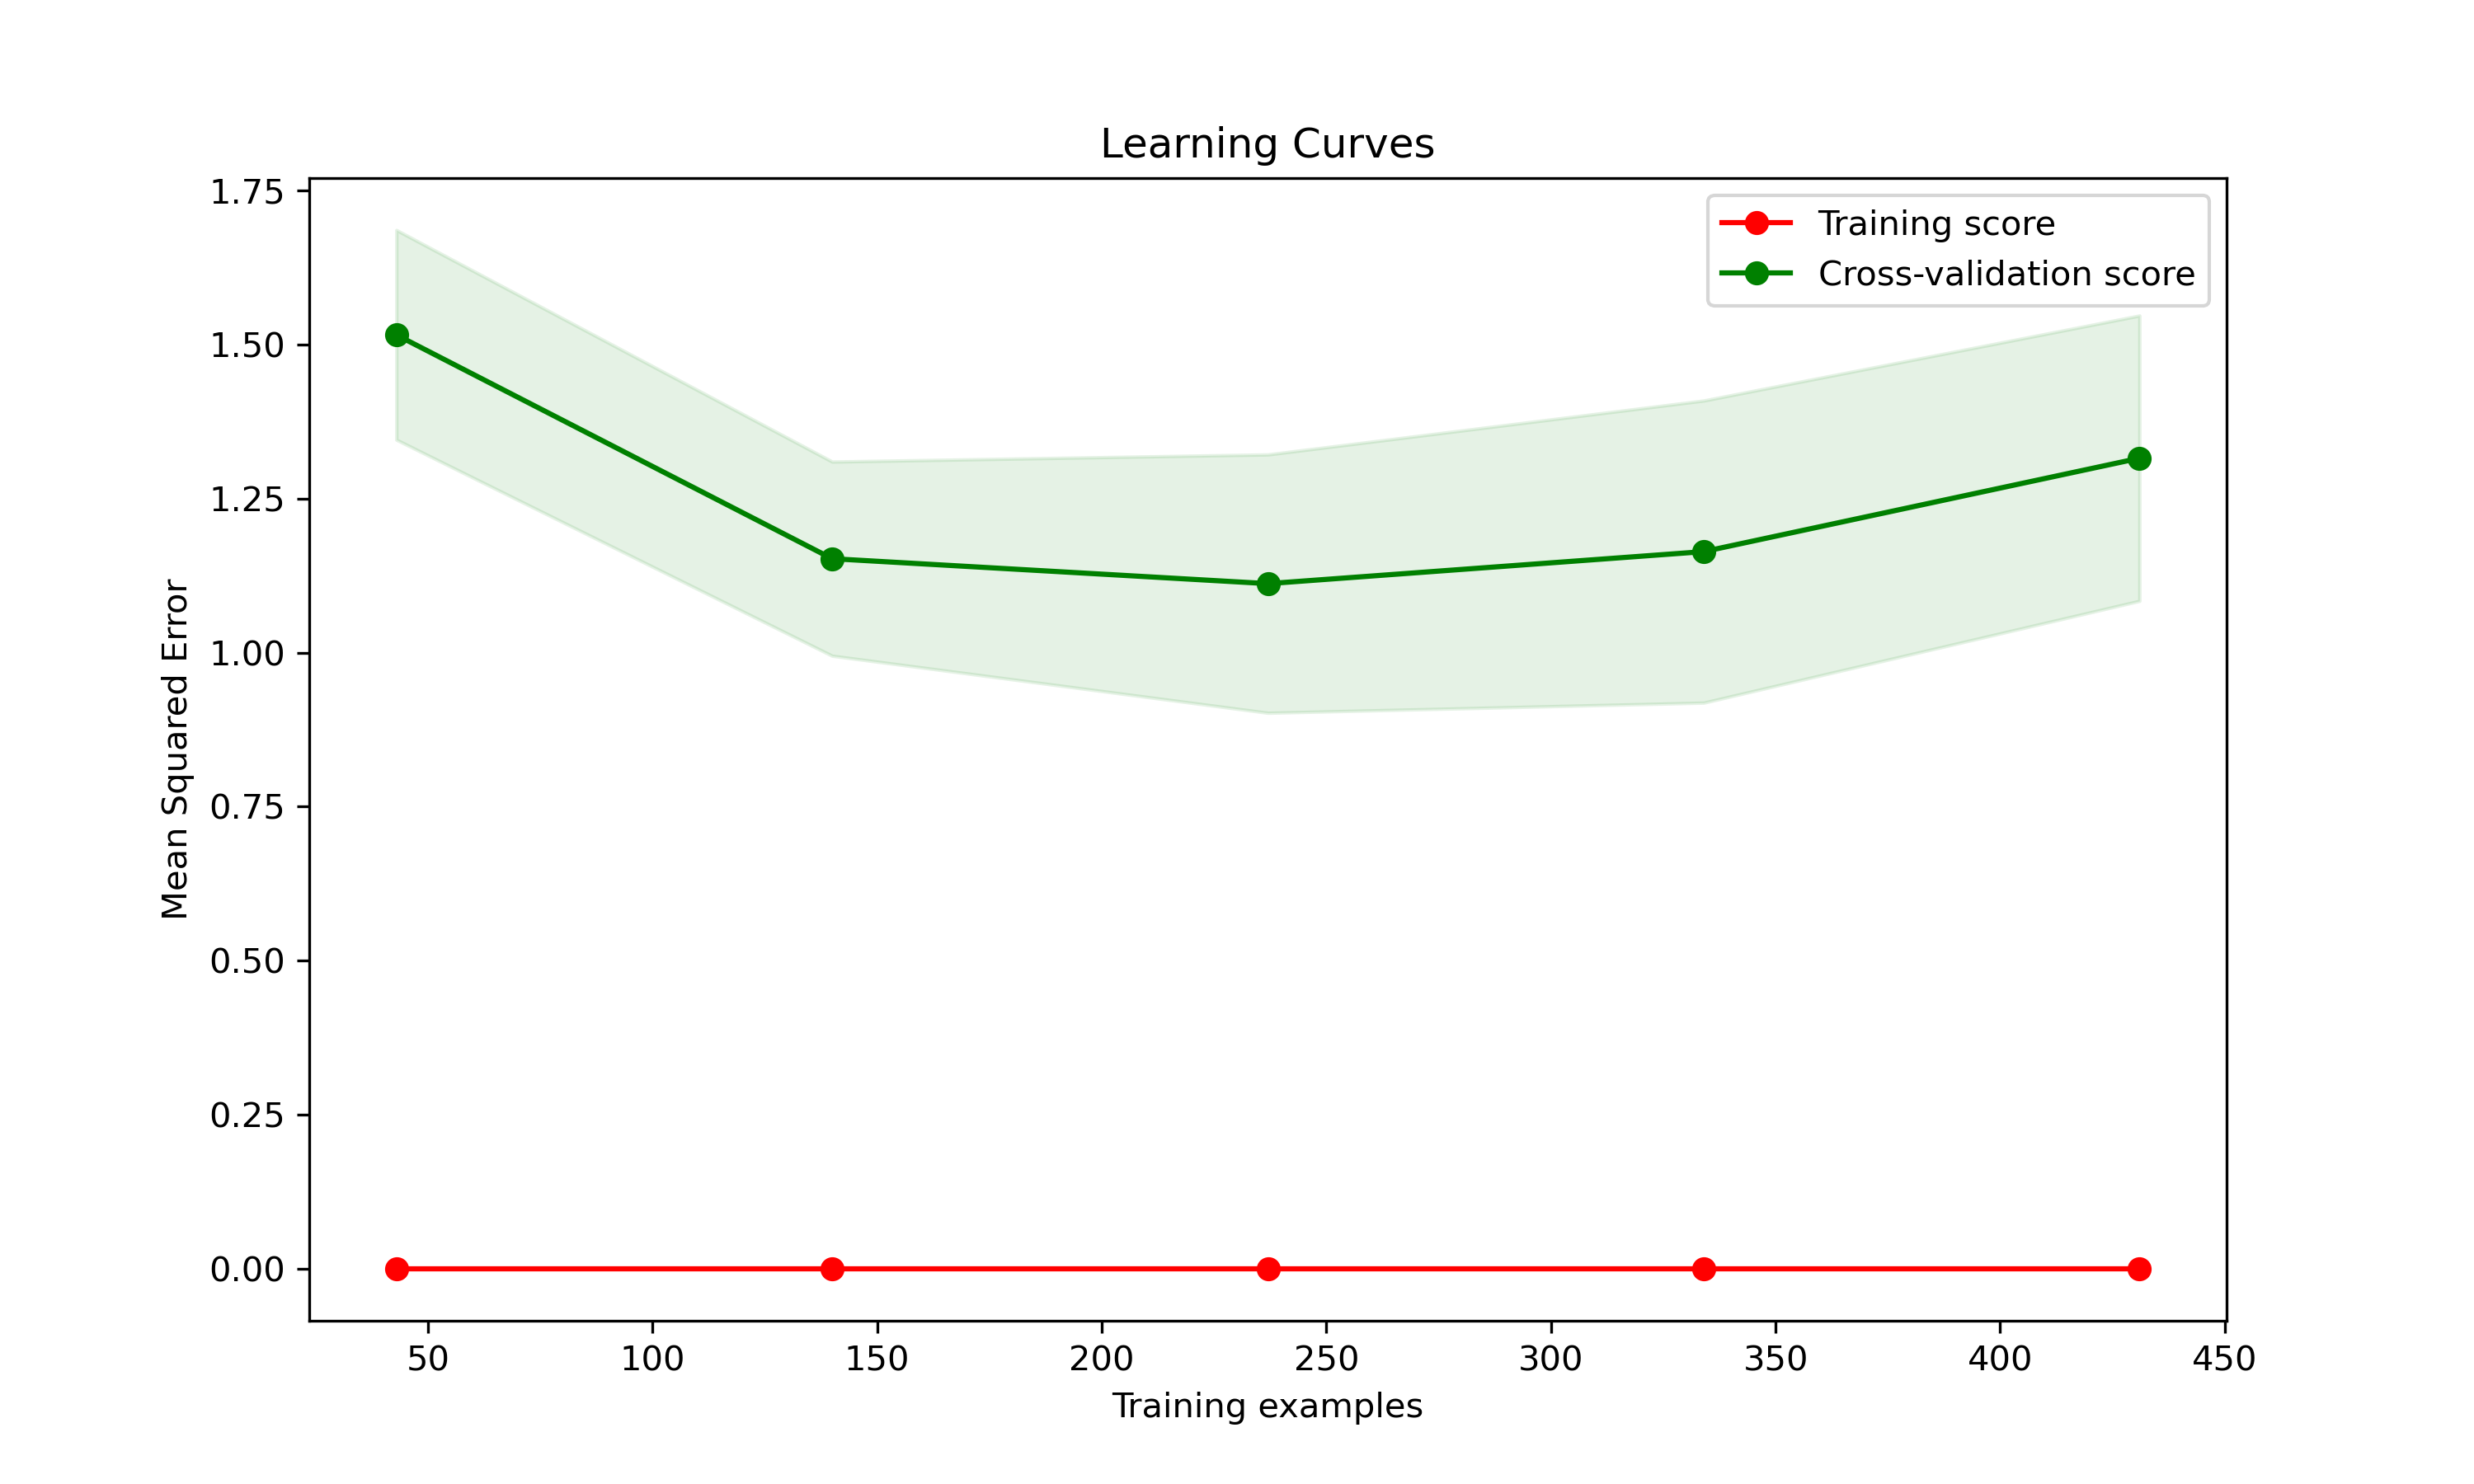 Learning Curves
Training score
Cross-validation score
Mean Squared Error
1.75
1.50
1.25
1.00
0.75
0.50
0.25
0.00
50 100 150 200 250 300 350 400 450
Training examples